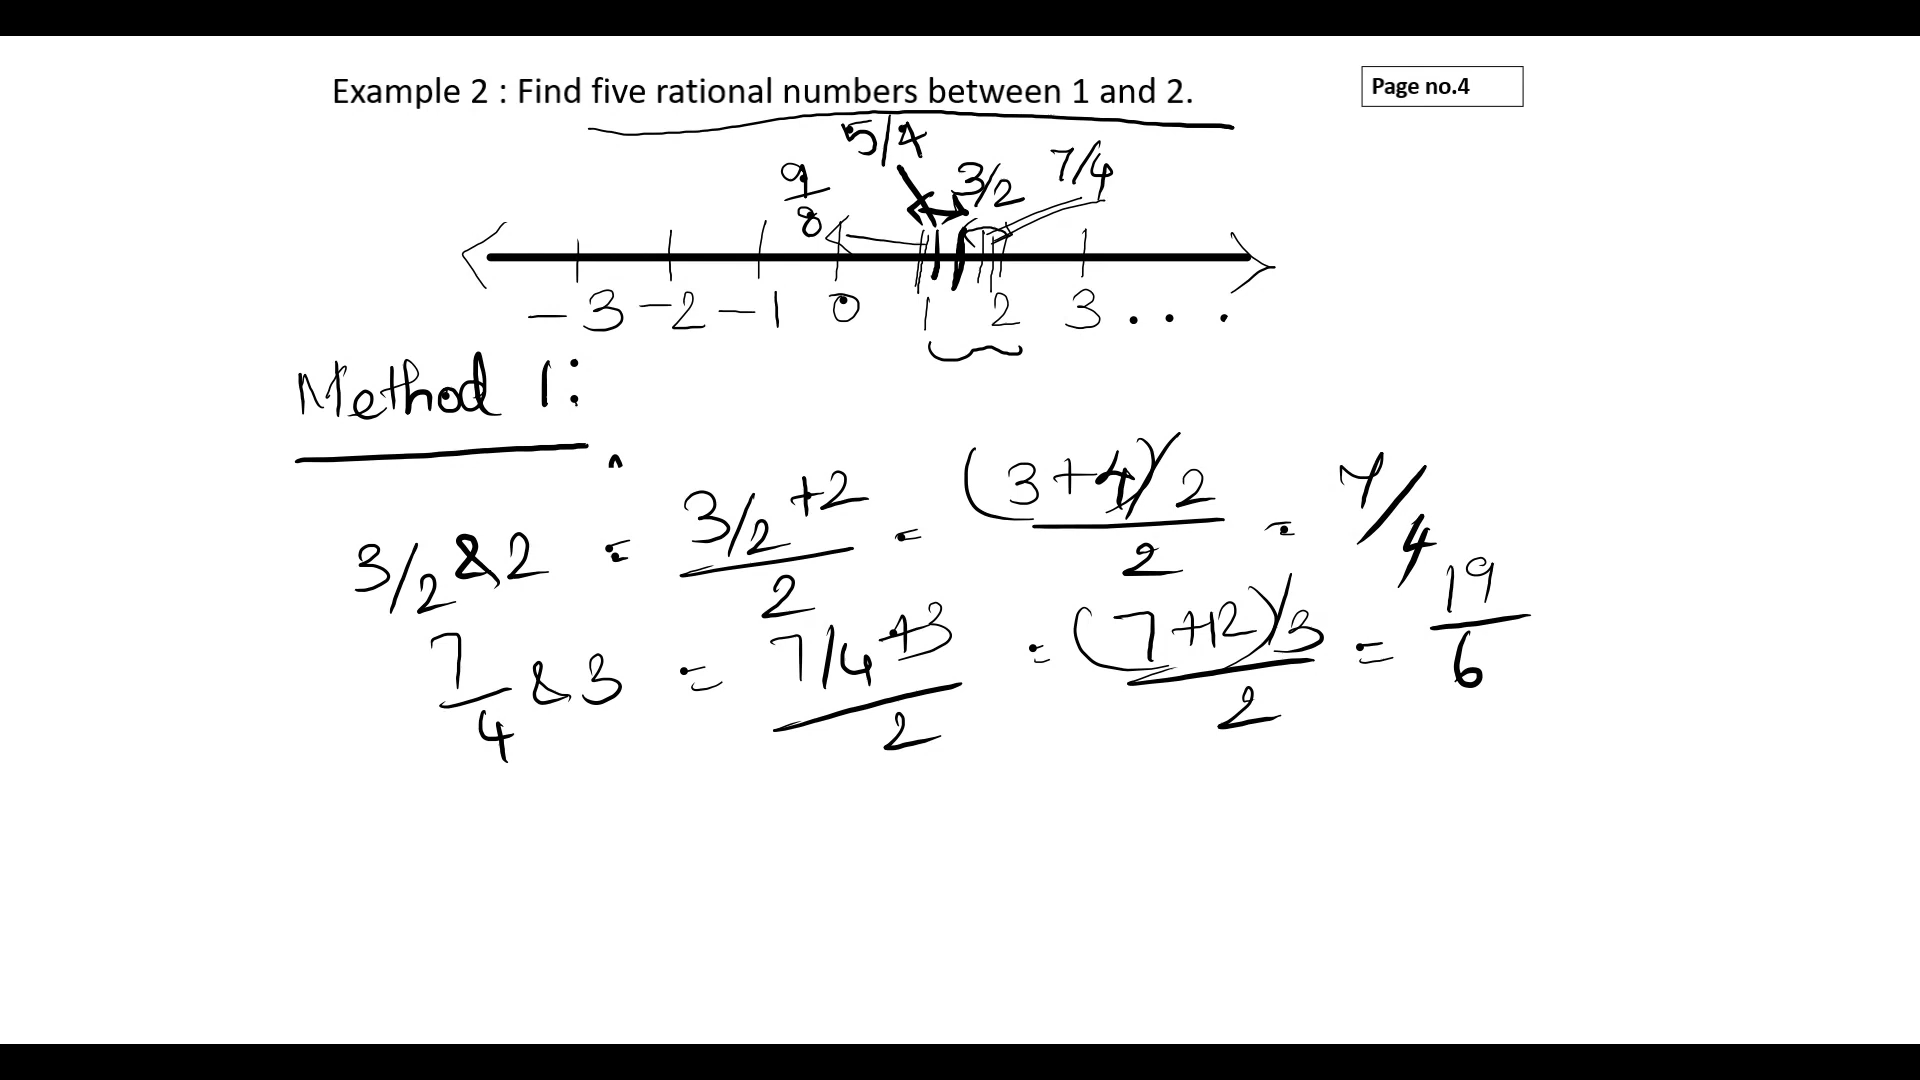 Example 2 : Find five rational numbers between 1 and 2.
Page no.4
5/4
9/8
3/2
7/4
-3 -2 -1 0 1 2 3 . . .
Method 1:
3/2 & 2 = (3/2 + 2)/2 = ((3+4)/2)/2 = 7/4
7/4 & 3 = (7/4 + 3)/2 = ((7+12)/3)/2 = 19/6